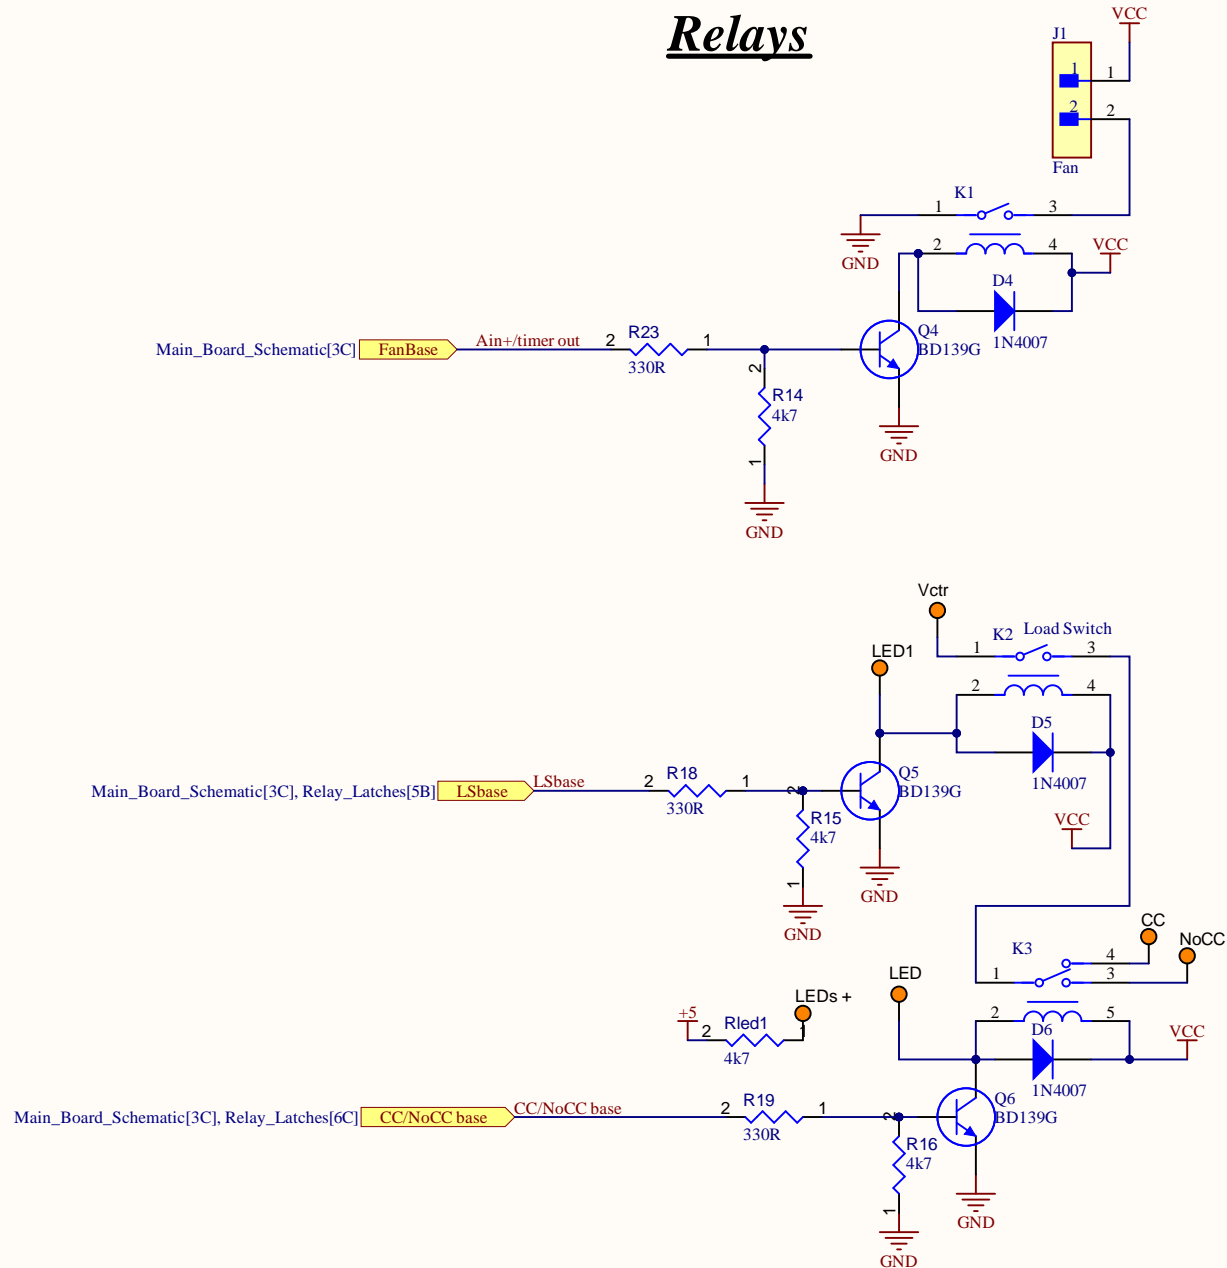 Relays
VCC
J1
1
1
2
2
Fan
K1
1
3
GND
2
4
VCC
D4
1N4007
Q4
BD139G
Main_Board_Schematic[3C]
FanBase
Ain+/timer out
2
R23
1
330R
2
R14
4k7
1
GND
GND
Vctr
K2
Load Switch
1
3
LED1
2
4
D5
1N4007
VCC
Q5
BD139G
Main_Board_Schematic[3C], Relay_Latches[5B]
LSbase
LSbase
2
R18
1
330R
2
R15
4k7
1
GND
GND
CC
NoCC
K3
4
1
3
LED
2
5
D6
1N4007
VCC
LEDs +
+5
2
Rled1
1
4k7
Main_Board_Schematic[3C], Relay_Latches[6C]
CC/NoCC base
CC/NoCC base
2
R19
1
330R
2
R16
4k7
1
Q6
BD139G
GND
GND